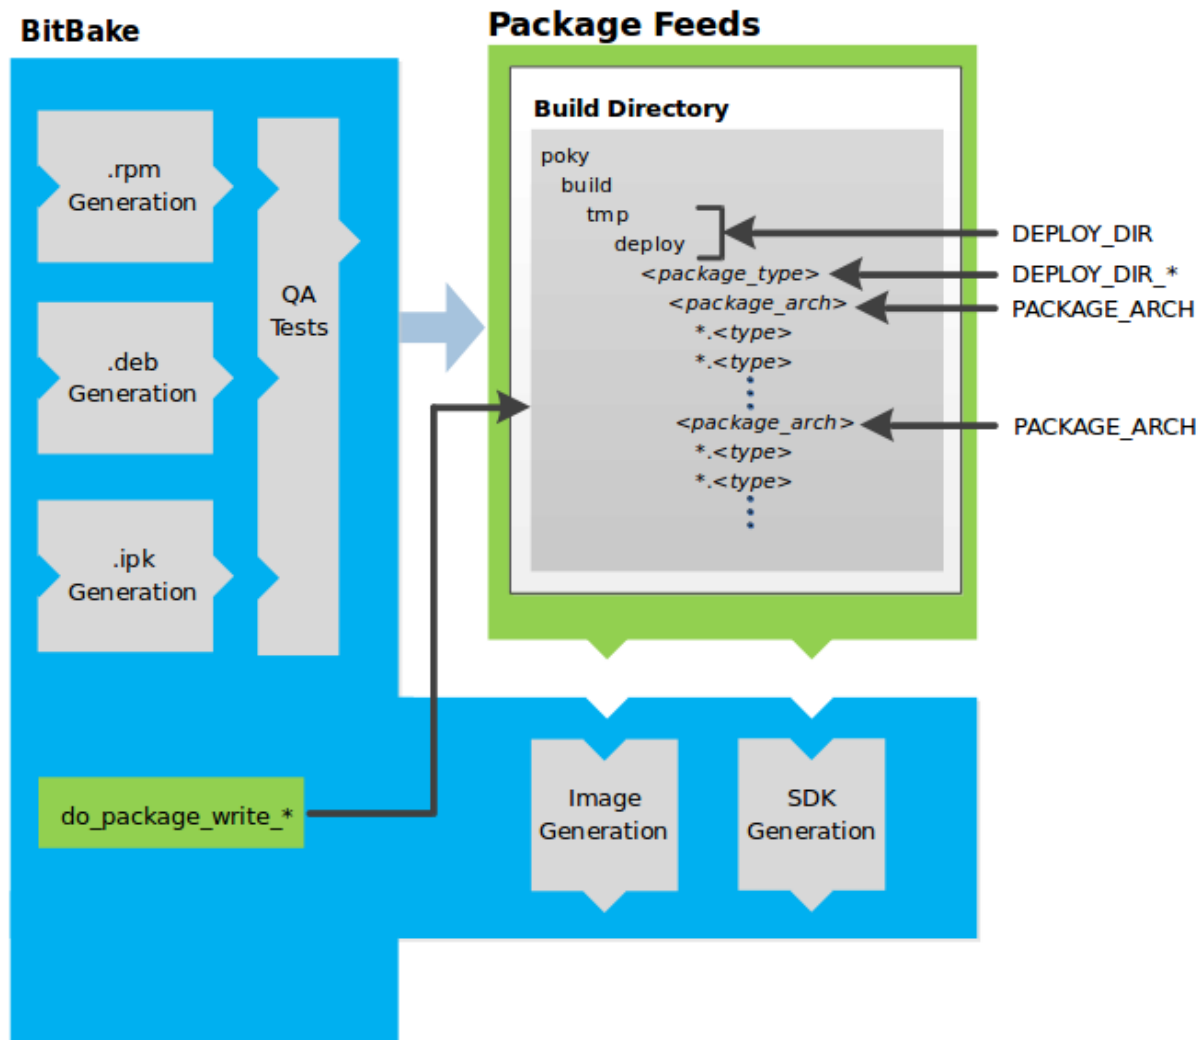 BitBake
.rpm
Generation
.deb
Generation
.ipk
Generation
QA
Tests
do_package_write_*
Package Feeds
Build Directory
poky
build
tmp
deploy
<package_type>
<package_arch>
*.<type>
*.<type>
<package_arch>
*.<type>
*.<type>
DEPLOY_DIR
DEPLOY_DIR_*
PACKAGE_ARCH
PACKAGE_ARCH
Image
Generation
SDK
Generation